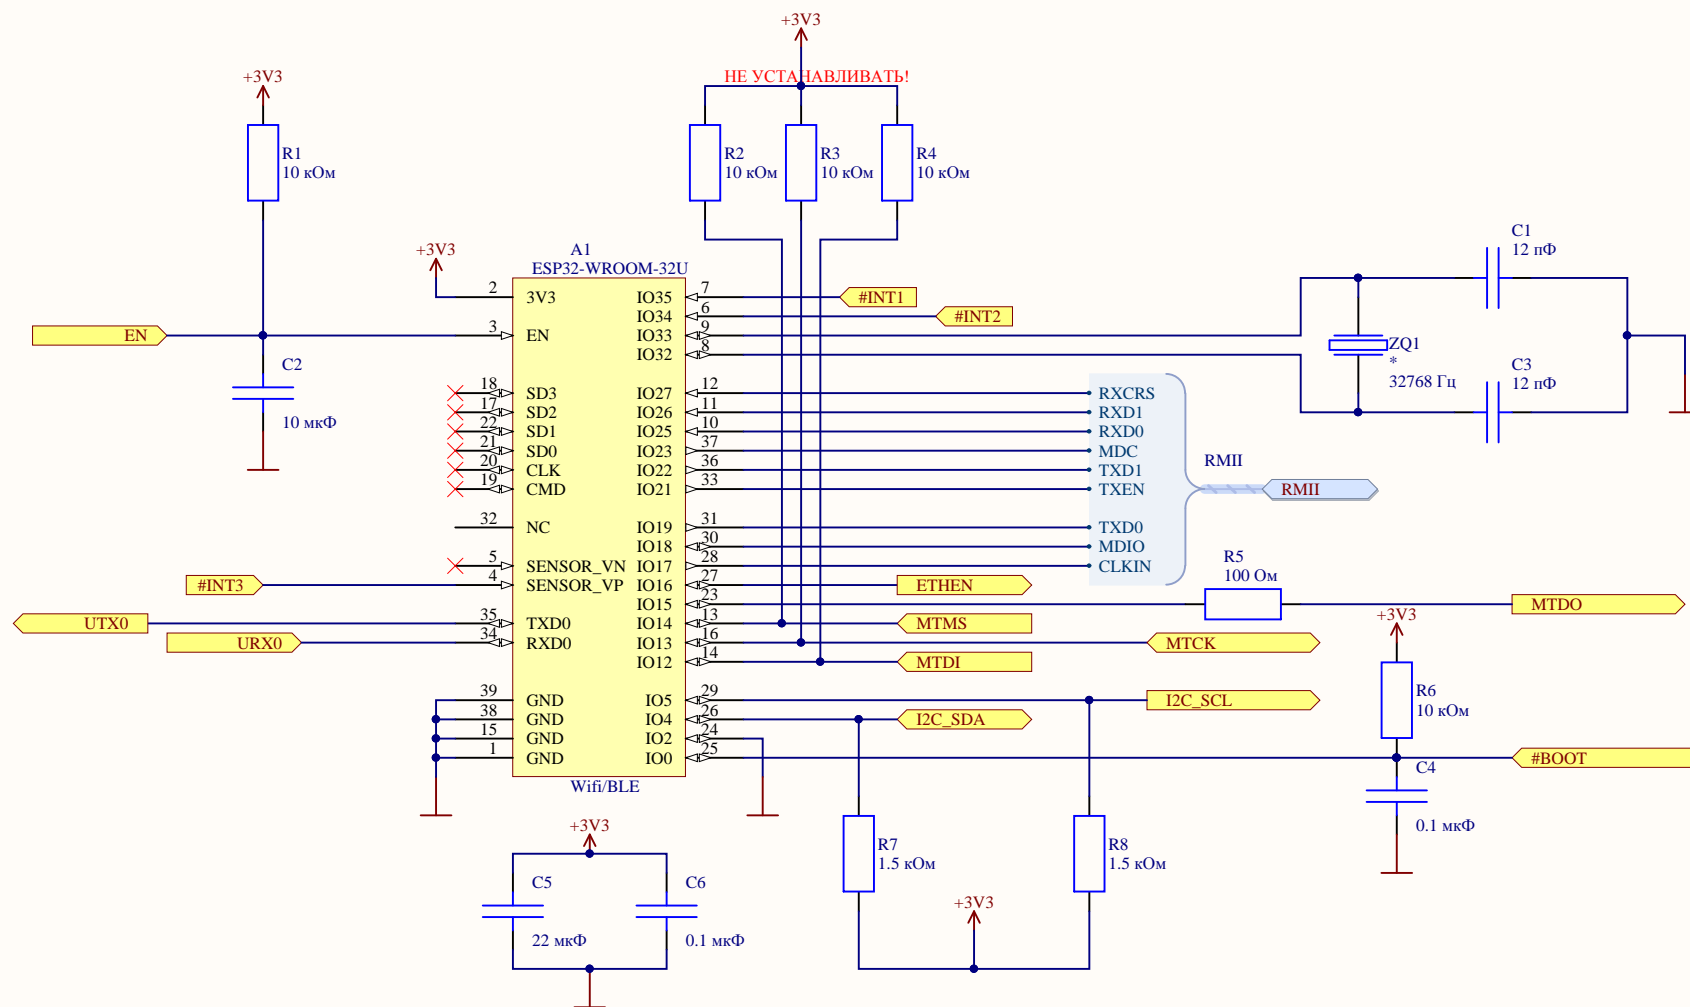 +3V3
НЕ УСТАНАВЛИВАТЬ!
+3V3
R1
10 кОм
R2
10 кОм
R3
10 кОм
R4
10 кОм
+3V3
A1
ESP32-WROOM-32U
C1
12 пФ
2 3V3 IO35 7 #INT1
IO34 6 #INT2
EN 3 EN IO33 9
IO32 8
ZQ1
*
32768 Гц
C3
12 пФ
C2
10 мкФ
18 SD3 IO27 12 RXCRS
17 SD2 IO26 11 RXD1
22 SD1 IO25 10 RXD0
21 SD0 IO23 37 MDC
20 CLK IO22 36 TXD1
19 CMD IO21 33 TXEN
RMII
RMII
32 NC IO19 31 TXD0
IO18 30 MDIO
5 SENSOR_VN IO17 28 CLKIN
#INT3 4 SENSOR_VP IO16 27 ETHEN
R5
100 Ом
IO15 23 MTDO
UTX0 35 TXD0 IO14 13 MTMS
URX0 34 RXD0 IO13 16 MTCK
IO12 14 MTDI
+3V3
R6
10 кОм
39 GND IO5 29 I2C_SCL
38 GND IO4 26 I2C_SDA
15 GND IO2 24
1 GND IO0 25 #BOOT
Wifi/BLE
C4
0.1 мкФ
+3V3
C5
22 мкФ
C6
0.1 мкФ
R7
1.5 кОм
R8
1.5 кОм
+3V3